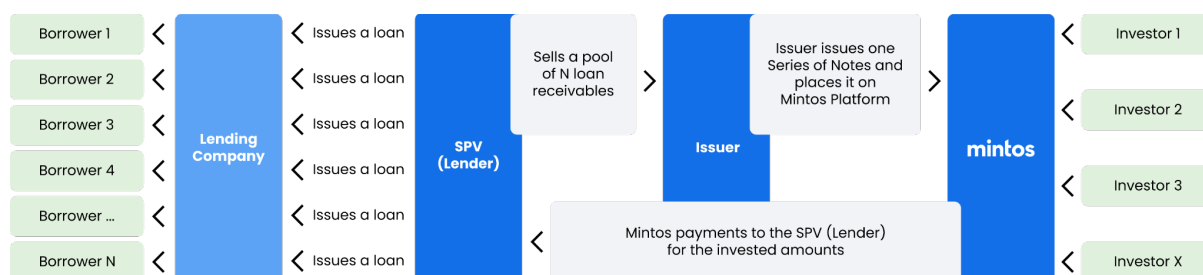 Borrower 1
Borrower 2
Borrower 3
Borrower 4
Borrower ...
Borrower N
Lending
Company
Issues a loan
Issues a loan
Issues a loan
Issues a loan
Issues a loan
Issues a loan
SPV
(Lender)
Sells a pool
of N loan
receivables
Issuer
Issuer issues one
Series of Notes and
places it on
Mintos Platform
Mintos payments to the SPV (Lender)
for the invested amounts
mintos
Investor 1
Investor 2
Investor 3
Investor X